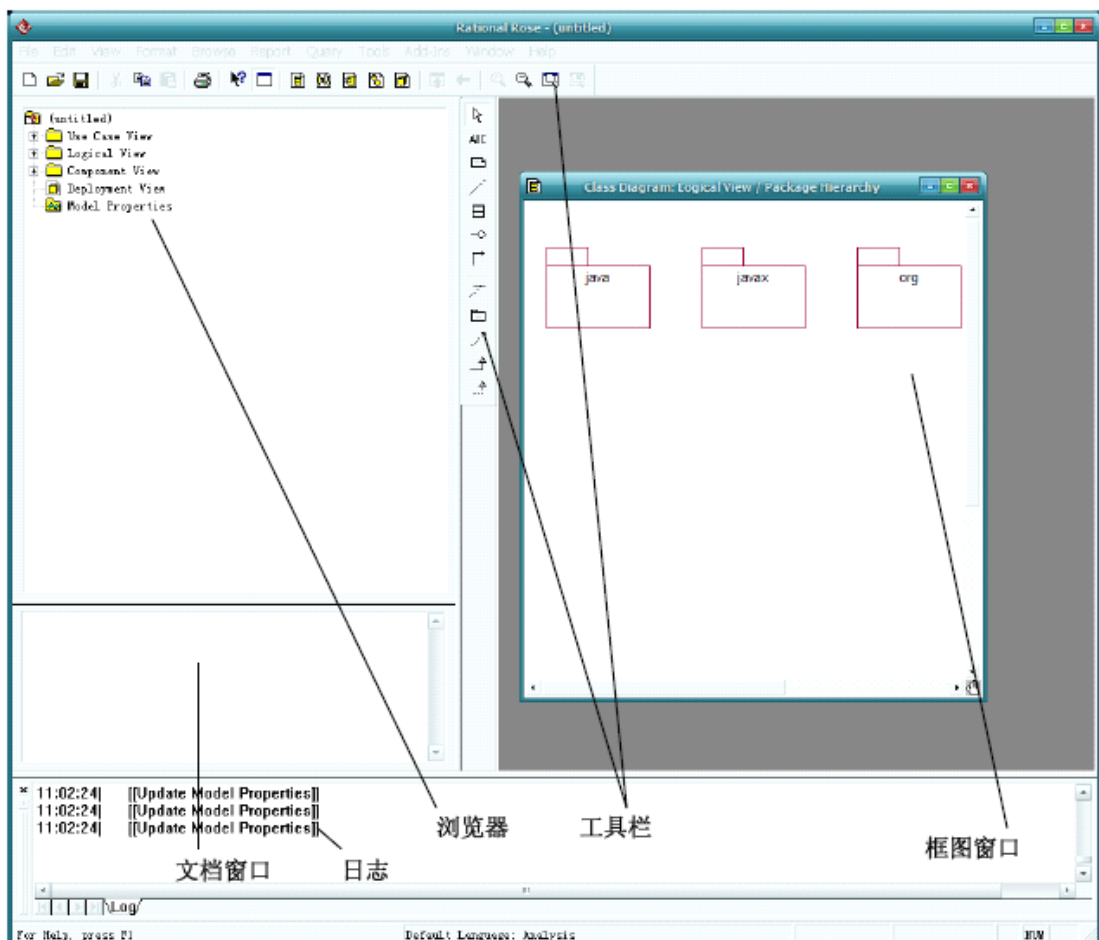 Rational Rose - (untitled)
File Edit View Format Browse Report Query Tools Add-Ins Window Help
(untitled)
Use Case View
Logical View
Component View
Deployment View
Model Properties
ABC
Class Diagram: Logical View / Package Hierarchy
java
javax
org
11:02:24| [[Update Model Properties]]
11:02:24| [[Update Model Properties]]
11:02:24| [[Update Model Properties]]
浏览器
工具栏
框图窗口
文档窗口
日志
Log
For Help, press F1
Default Language: Analysis
NUM